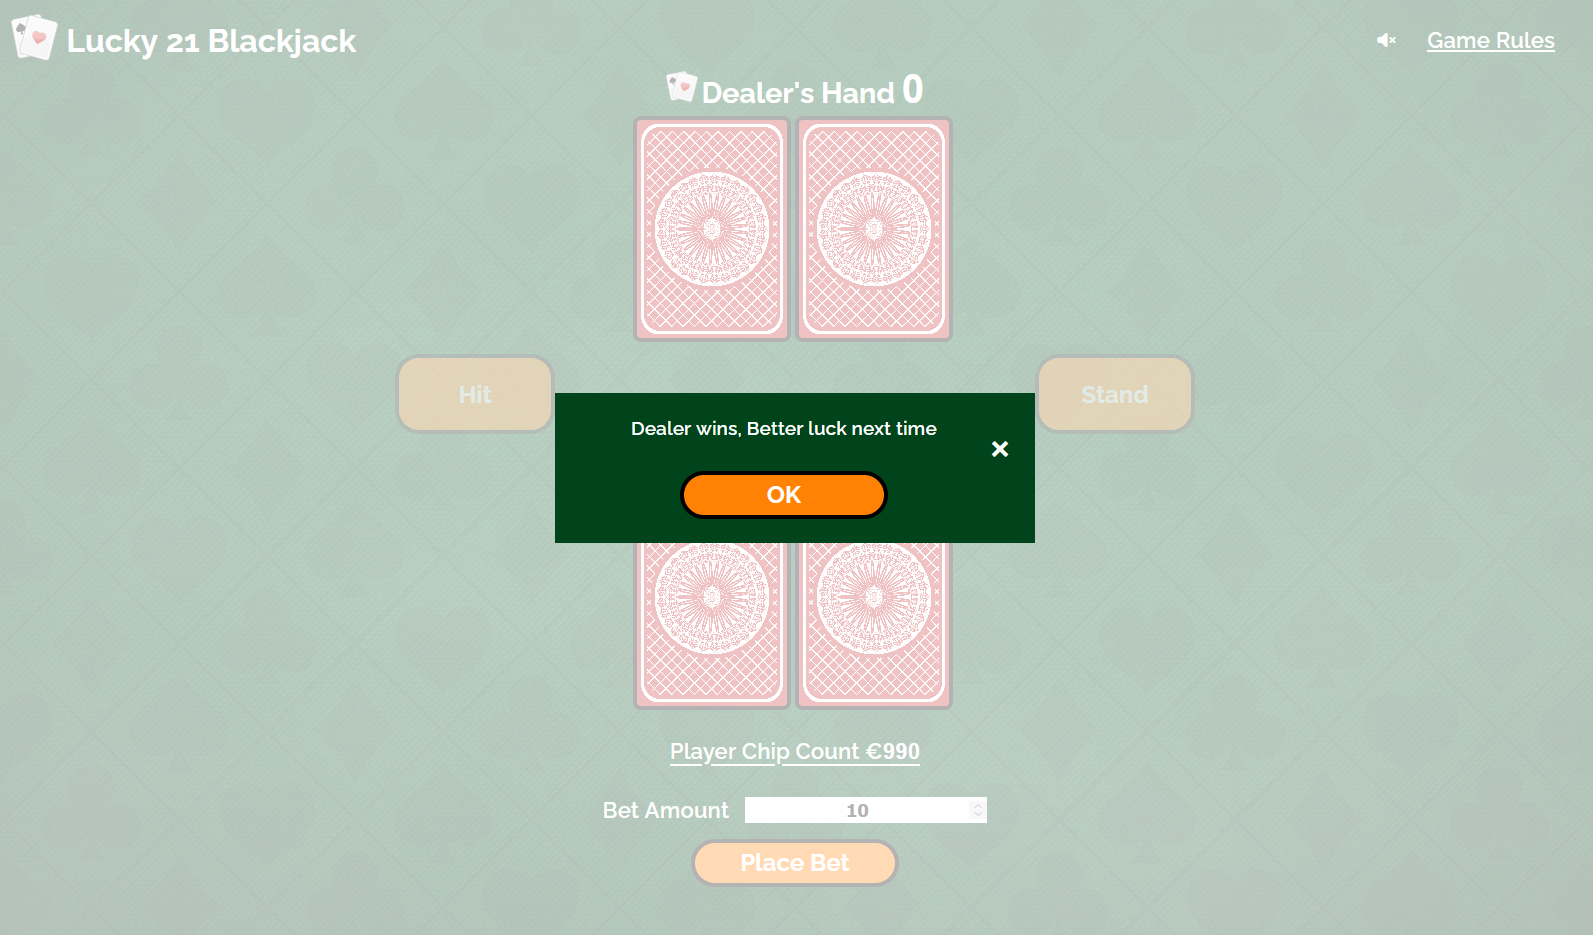 Lucky 21 Blackjack
Game Rules
Dealer's Hand 0
Hit
Stand
Dealer wins, Better luck next time
×
OK
Player Chip Count €990
Bet Amount 10
Place Bet